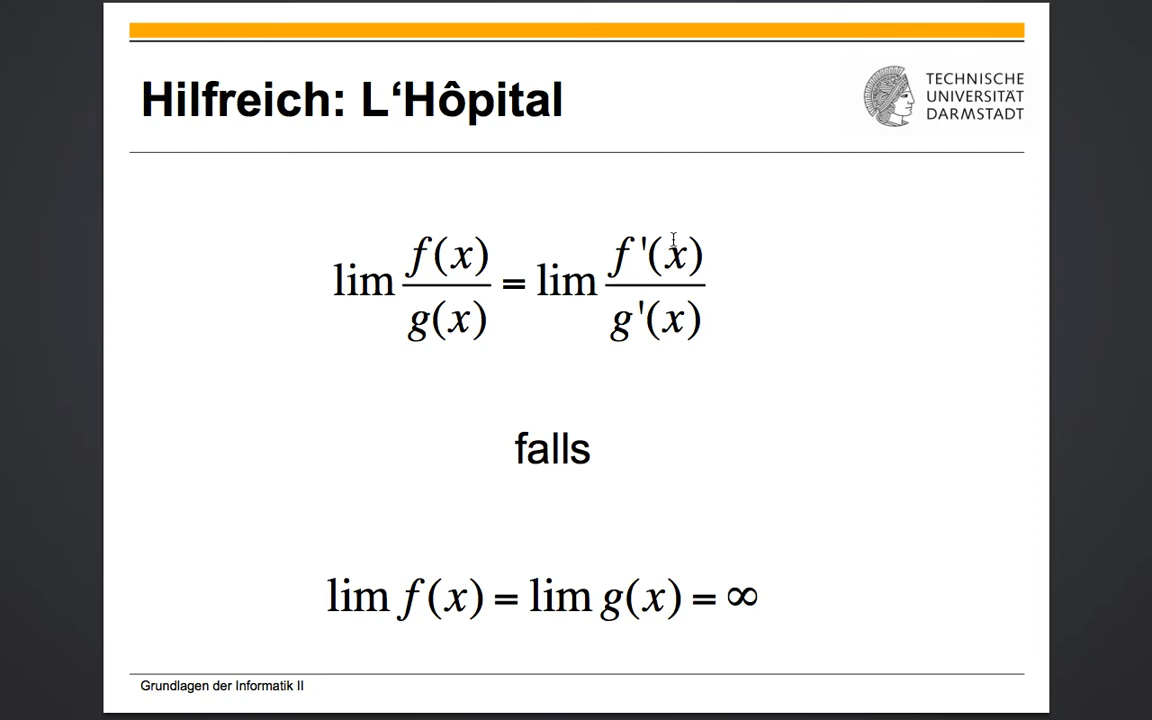 Hilfreich: L‘Hôpital
TECHNISCHE
UNIVERSITÄT
DARMSTADT
lim f(x)/g(x) = lim f'(x)/g'(x)
falls
lim f(x) = lim g(x) = ∞
Grundlagen der Informatik II